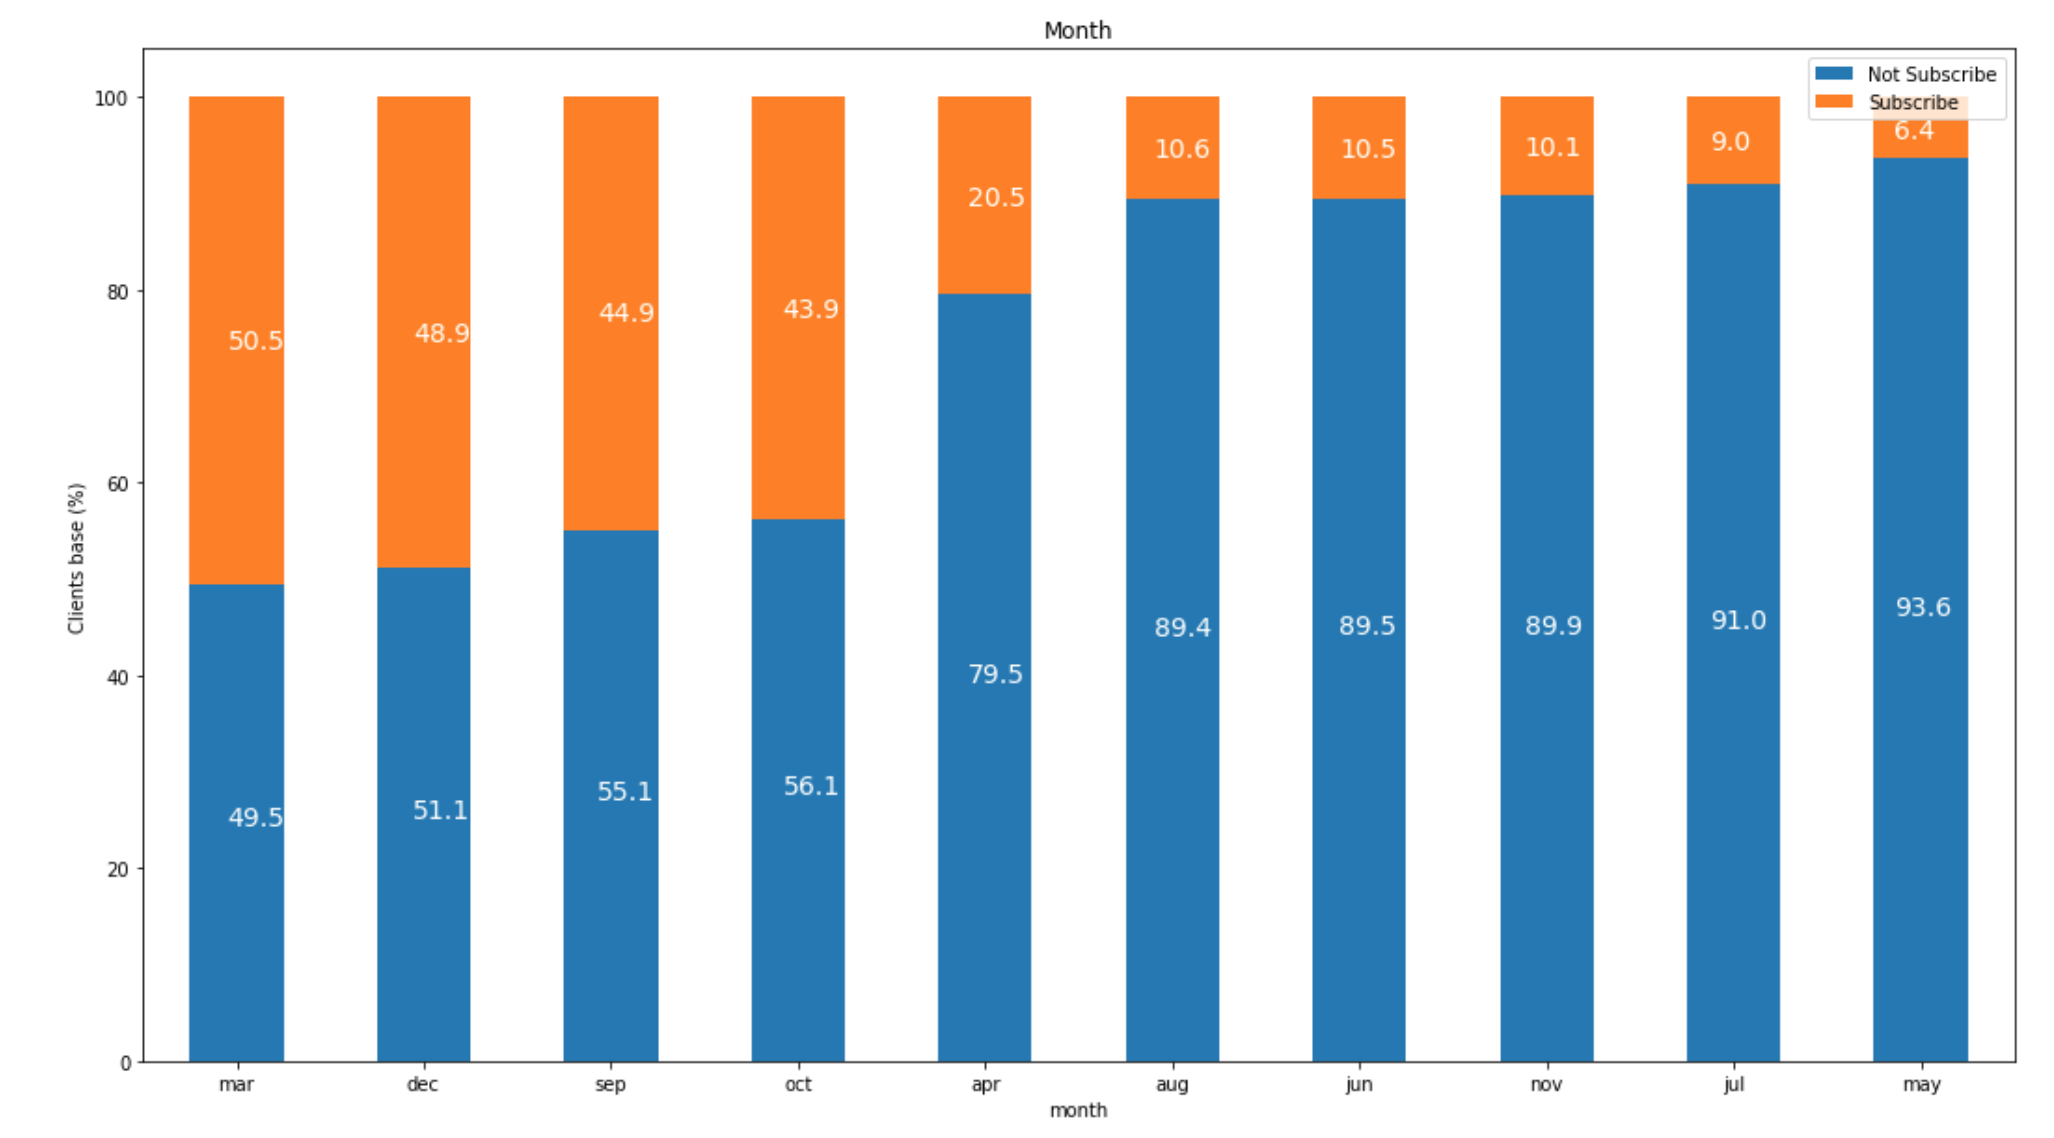 Month
Not Subscribe
Subscribe
100
80
60
40
20
0
Clients base (%)
50.5
48.9
44.9
43.9
20.5
10.6
10.5
10.1
9.0
6.4
49.5
51.1
55.1
56.1
79.5
89.4
89.5
89.9
91.0
93.6
mar
dec
sep
oct
apr
aug
jun
nov
jul
may
month